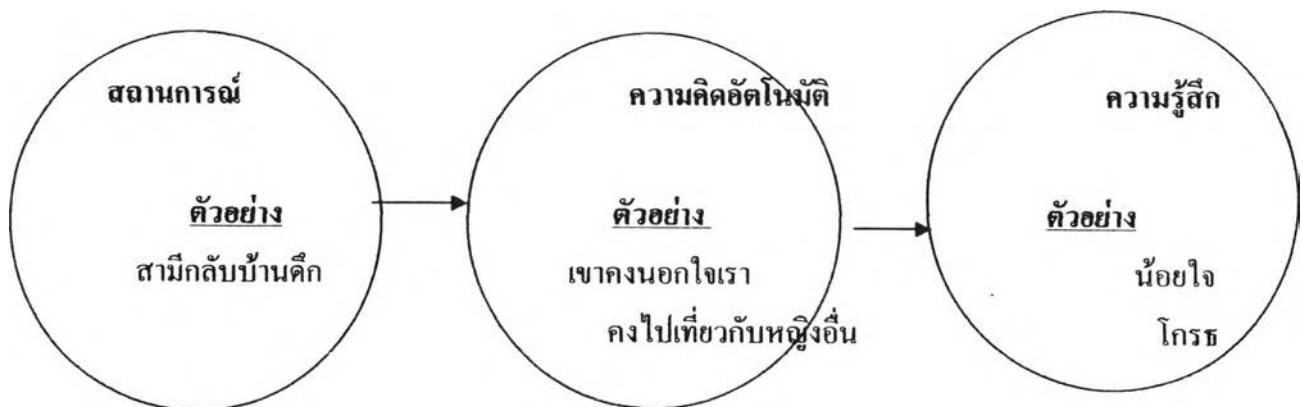 สถานการณ์
ตัวอย่าง
สามีกลับบ้านดึก
ความคิดอัตโนมัติ
ตัวอย่าง
เขาคงนอกใจเรา
คงไปเที่ยวกับหญิงอื่น
ความรู้สึก
ตัวอย่าง
น้อยใจ
โกรธ